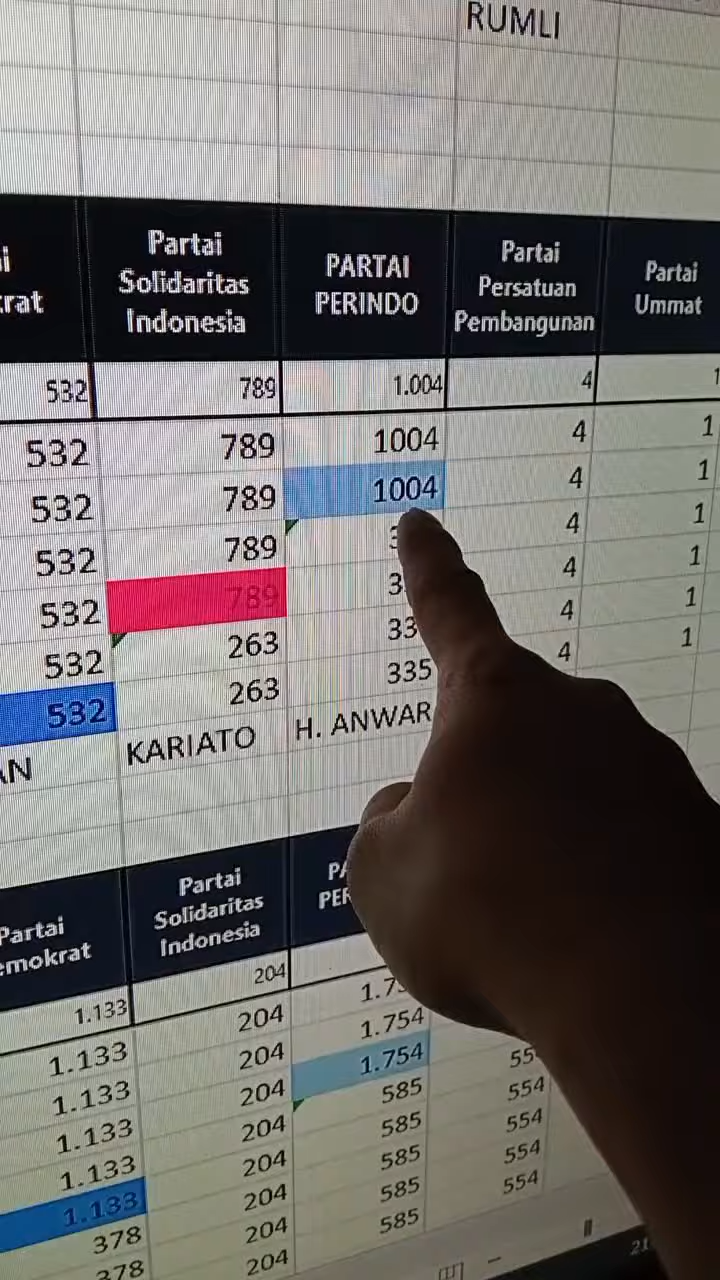 RUMLI
Partai Solidaritas Indonesia
PARTAI PERINDO
Partai Persatuan Pembangunan
Partai Ummat
532 789 1.004 4 1
532 789 1004 4 1
532 789 1004 4 1
532 789 4 1
532 789 4 1
532 263 4 1
532 263 335 4 1
KARIATO H. ANWAR
Partai
Partai Solidaritas Indonesia
1.133 204
1.133 204
1.133 204 1.754
1.133 204 1.754
1.133 204 585 554
1.133 204 585 554
378 204 585 554
378 204 585 554